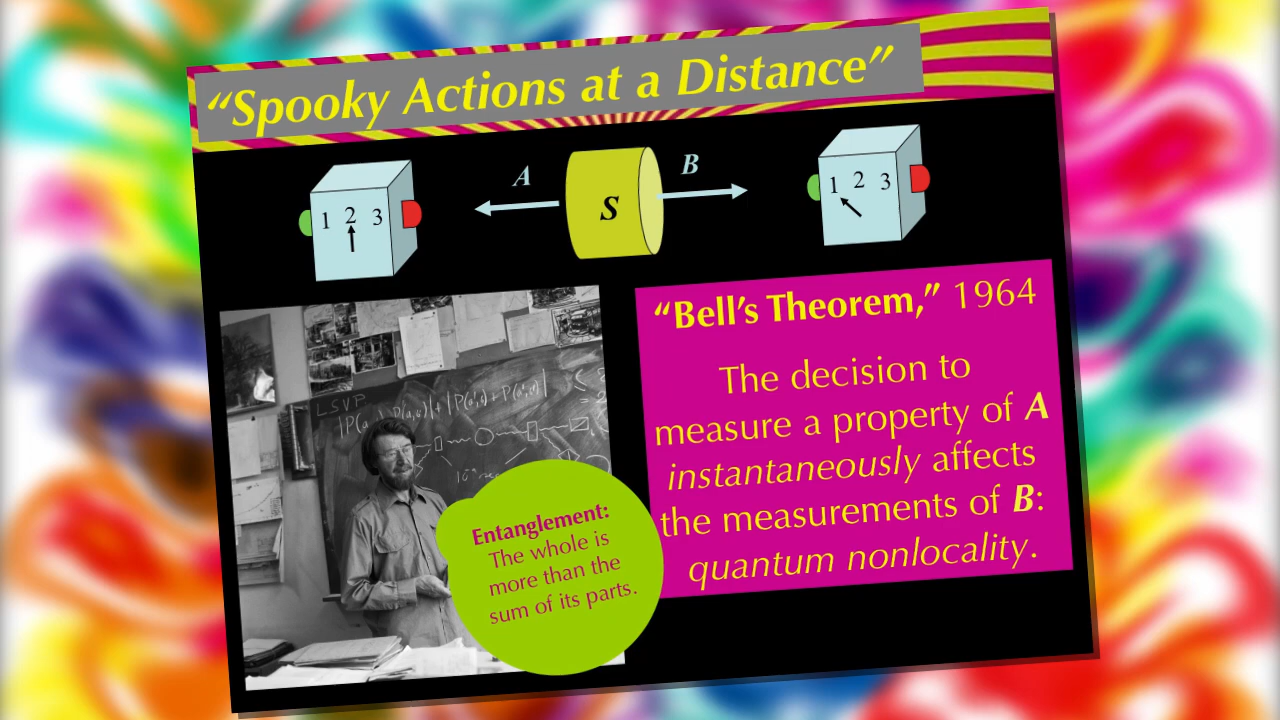 “Spooky Actions at a Distance”
A
B
S
1 2 3
1 2 3
“Bell’s Theorem,” 1964
The decision to
measure a property of A
instantaneously affects
the measurements of B:
quantum nonlocality.
LSVP
Entanglement:
The whole is
more than the
sum of its parts.